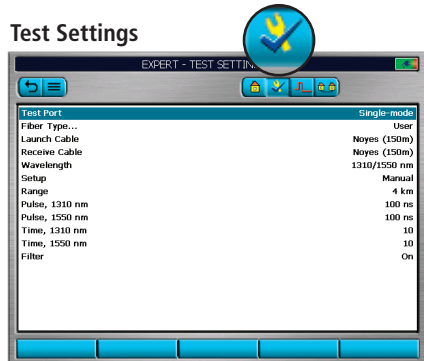 Test Settings
EXPERT - TEST SETTIN
Test Port Single-mode
Fiber Type... User
Launch Cable Noyes (150m)
Receive Cable Noyes (150m)
Wavelength 1310/1550 nm
Setup Manual
Range 4 km
Pulse, 1310 nm 100 ns
Pulse, 1550 nm 100 ns
Time, 1310 nm 10
Time, 1550 nm 10
Filter On